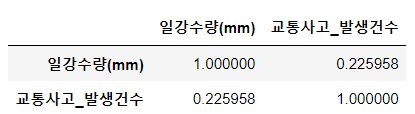 일강수량(mm) 교통사고_발생건수
일강수량(mm) 1.000000 0.225958
교통사고_발생건수 0.225958 1.000000